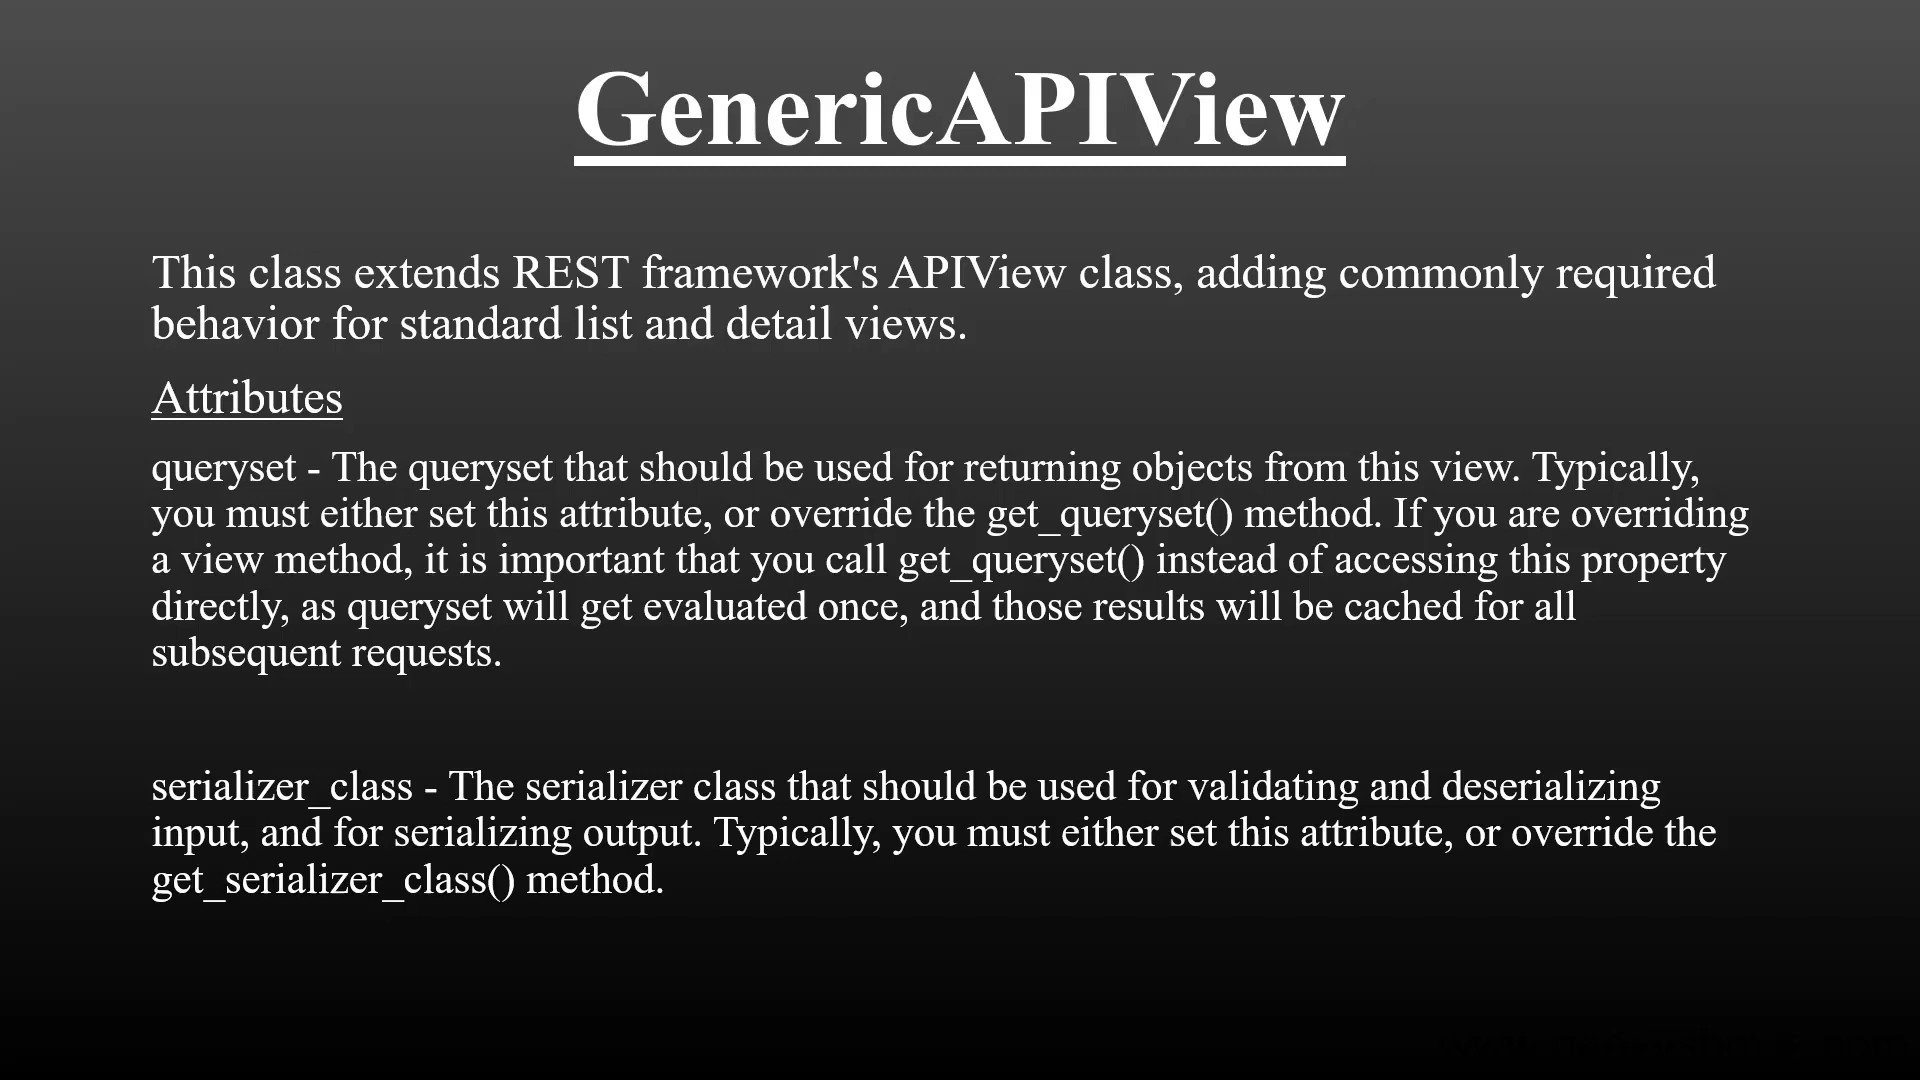 GenericAPIView
This class extends REST framework's APIView class, adding commonly required
behavior for standard list and detail views.
Attributes
queryset - The queryset that should be used for returning objects from this view. Typically,
you must either set this attribute, or override the get_queryset() method. If you are overriding
a view method, it is important that you call get_queryset() instead of accessing this property
directly, as queryset will get evaluated once, and those results will be cached for all
subsequent requests.
serializer_class - The serializer class that should be used for validating and deserializing
input, and for serializing output. Typically, you must either set this attribute, or override the
get_serializer_class() method.